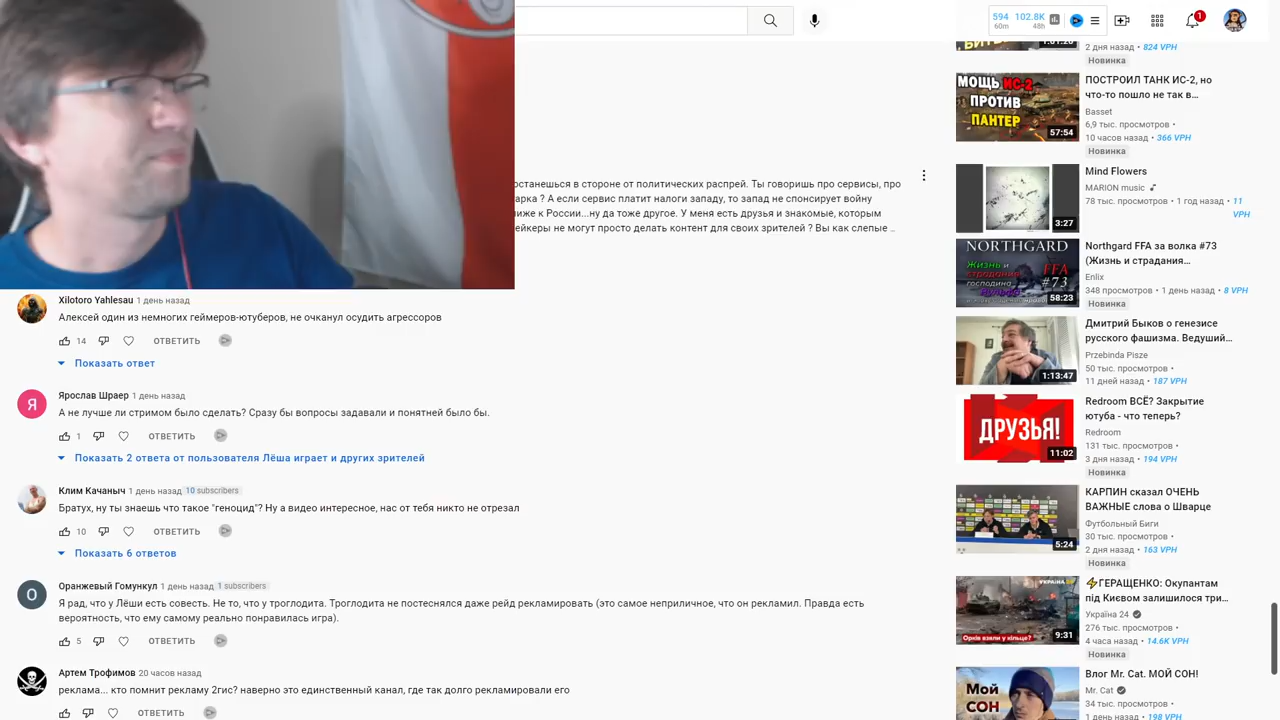 594 102.8K
60m 48h
1
1:01:20
2 дня назад • 824 VPH
Новинка
МОЩЬ ИС-2
ПРОТИВ
ПАНТЕР
57:54
ПОСТРОИЛ ТАНК ИС-2, но
что-то пошло не так в...
Basset
6,9 тыс. просмотров •
10 часов назад • 366 VPH
Новинка
останешься в стороне от политических распрей. Ты говоришь про сервисы, про
арка ? А если сервис платит налоги западу, то запад не спонсирует войну
иже к России...ну да тоже другое. У меня есть друзья и знакомые, которым
ейкеры не могут просто делать контент для своих зрителей ? Вы как слепые ..
3:27
Mind Flowers
MARION music
78 тыс. просмотров • 1 год назад • 11
VPH
NORTHGARD
Жизнь и
страдания
господина
FFA
#73
58:23
Northgard FFA за волка #73
(Жизнь и страдания...
Enlix
348 просмотров • 1 день назад • 8 VPH
Новинка
Xilotoro Yahlesau 1 день назад
Алексей один из немногих геймеров-ютуберов, не очканул осудить агрессоров
14 ОТВЕТИТЬ
Показать ответ
1:13:47
Дмитрий Быков о генезисе
русского фашизма. Ведущий...
Przebinda Pisze
50 тыс. просмотров •
11 дней назад • 187 VPH
Я
Ярослав Шраер 1 день назад
А не лучше ли стримом было сделать? Сразу бы вопросы задавали и понятней было бы.
1 ОТВЕТИТЬ
Показать 2 ответа от пользователя Лёша играет и других зрителей
ДРУЗЬЯ!
11:02
Redroom ВСЁ? Закрытие
ютуба - что теперь?
Redroom
131 тыс. просмотров •
3 дня назад • 194 VPH
Новинка
Клим Качаныч 1 день назад 10 subscribers
Братух, ну ты знаешь что такое "геноцид"? Ну а видео интересное, нас от тебя никто не отрезал
10 ОТВЕТИТЬ
Показать 6 ответов
5:24
КАРПИН сказал ОЧЕНЬ
ВАЖНЫЕ слова о Шварце
Футбольный Биги
30 тыс. просмотров •
2 дня назад • 163 VPH
Новинка
О
Оранжевый Гомункул 1 день назад 1 subscribers
Я рад, что у Лёши есть совесть. Не то, что у троглодита. Троглодита не постеснялся даже рейд рекламировать (это самое неприличное, что он рекламил. Правда есть
вероятность, что ему самому реально понравилась игра).
5 ОТВЕТИТЬ
УКРАЇНА 24
Орків взяли у кільце?
9:31
⚡ГЕРАЩЕНКО: Окупантам
під Києвом залишилося три...
Україна 24
276 тыс. просмотров •
4 часа назад • 14.6K VPH
Новинка
Артем Трофимов 20 часов назад
реклама... кто помнит рекламу 2гис? наверно это единственный канал, где так долго рекламировали его
ОТВЕТИТЬ
Мой
СОН
Влог Mr. Cat. МОЙ СОН!
Mr. Cat
34 тыс. просмотров •
1 день назад • 198 VPH